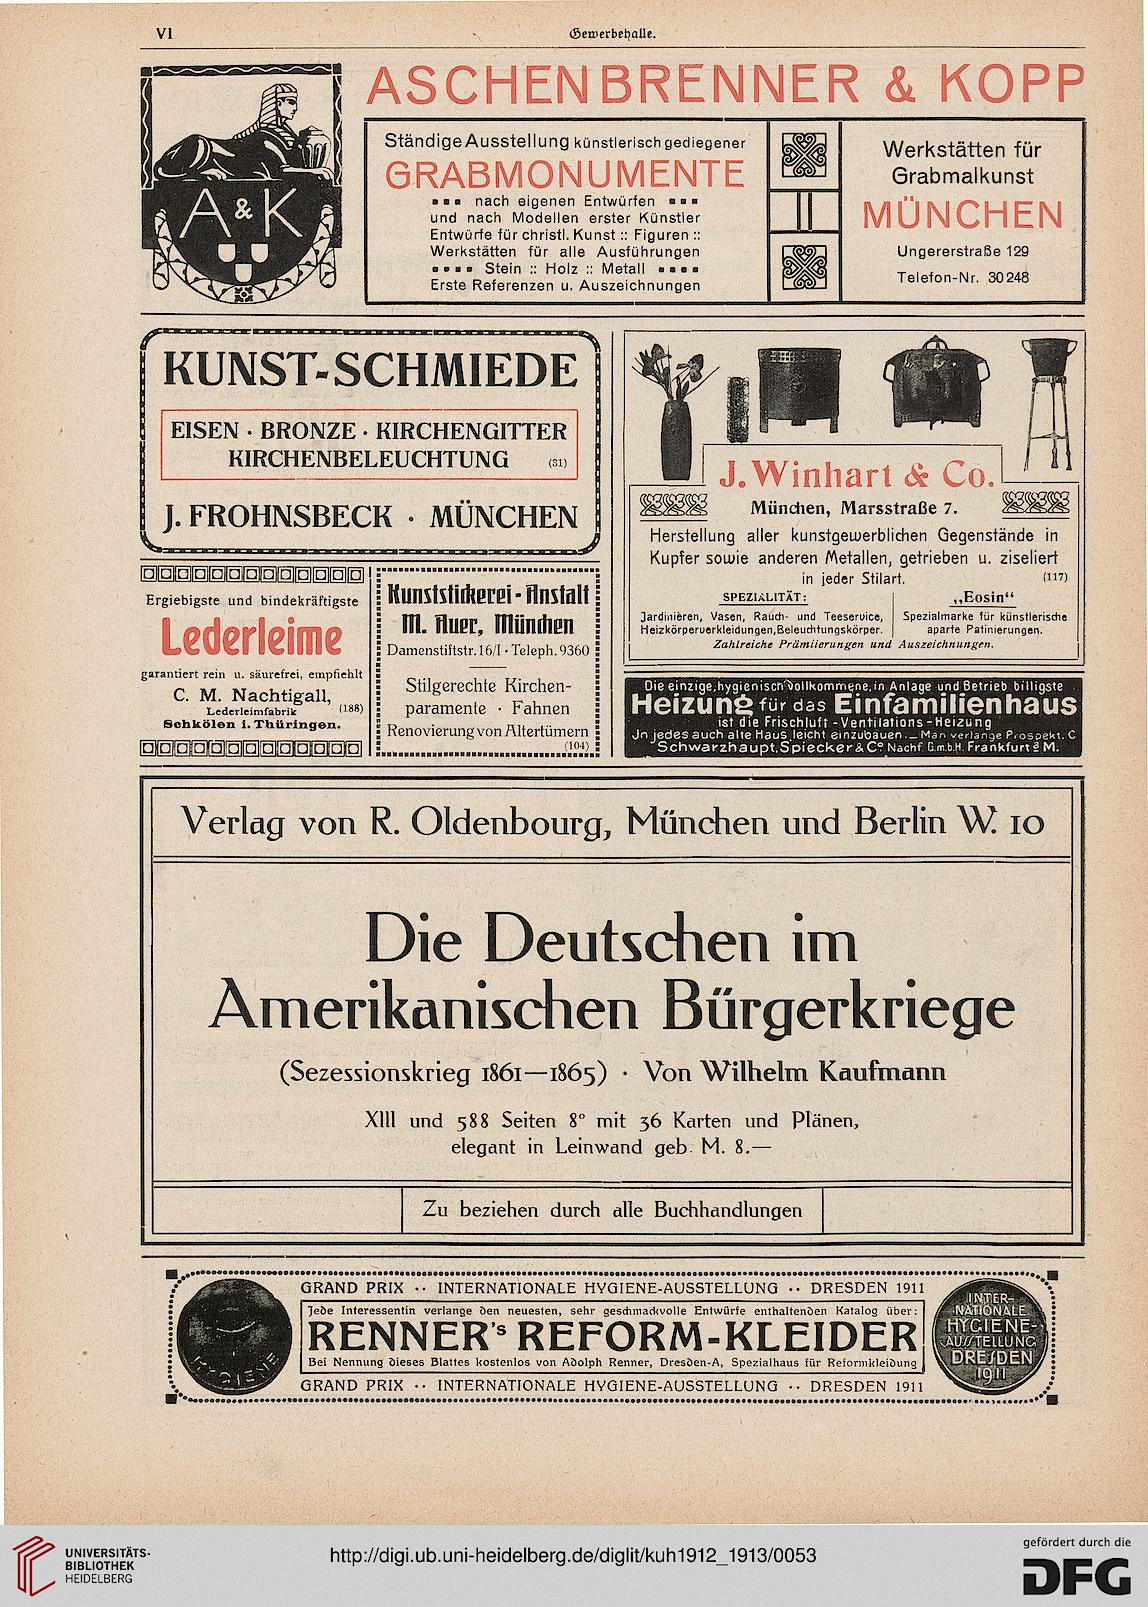 VI
Gewerbehalle.
A & K
ASCHENBRENNER & KOPP
Ständige Ausstellung künstlerisch gediegener
GRABMONUMENTE
nach eigenen Entwürfen
und nach Modellen erster Künstler
Entwürfe für christl. Kunst :: Figuren ::
Werkstätten für alle Ausführungen
Stein :: Holz :: Metall
Erste Referenzen u. Auszeichnungen
Werkstätten für
Grabmalkunst
MÜNCHEN
Ungererstraße 129
Telefon-Nr. 30248
KUNST-SCHMIEDE
EISEN · BRONZE · KIRCHENGITTER
KIRCHENBELEUCHTUNG (81)
J. FROHNSBECK · MÜNCHEN
J. Winhart & Co.
München, Marsstraße 7.
Herstellung aller kunstgewerblichen Gegenstände in
Kupfer sowie anderen Metallen, getrieben u. ziseliert
in jeder Stilart. (117)
SPEZIALITÄT:
Jardinièren, Vasen, Rauch- und Teeservice,
Heizkörperverkleidungen, Beleuchtungskörper.
„Eosin“
Spezialmarke für künstlerische
aparte Patinierungen.
Zahlreiche Prämiierungen und Auszeichnungen.
Ergiebigste und bindekräftigste
Lederleime
garantiert rein u. säurefrei, empfiehlt
C. M. Nachtigall,
Lederleimfabrik (188)
Schkölen i. Thüringen.
Kunststickerei - Anstalt
M. Auer, München
Damenstiftstr. 16/I · Teleph. 9360
Stilgerechte Kirchen-
paramente · Fahnen
Renovierung von Altertümern
(104)
Die einzige, hygienisch vollkommene, in Anlage und Betrieb billigste
Heizung für das Einfamilienhaus
ist die Frischluft-Ventilations-Heizung
Jn jedes auch alte Haus leicht einzubauen. — Man verlange Prospekt. C
Schwarzhaupt, Spiecker & Cº Nachf. G.m.b.H. Frankfurt a M.
Verlag von R. Oldenbourg, München und Berlin W. 10
Die Deutschen im
Amerikanischen Bürgerkriege
(Sezessionskrieg 1861—1865) · Von Wilhelm Kaufmann
XIII und 588 Seiten 8° mit 36 Karten und Plänen,
elegant in Leinwand geb. M. 8.—
Zu beziehen durch alle Buchhandlungen
GRAND PRIX ·· INTERNATIONALE HYGIENE-AUSSTELLUNG ·· DRESDEN 1911
Jede Interessentin verlange den neuesten, sehr geschmackvolle Entwürfe enthaltenden Katalog über:
RENNER's REFORM-KLEIDER
Bei Nennung dieses Blattes kostenlos von Adolph Renner, Dresden-A, Spezialhaus für Reformkleidung
GRAND PRIX ·· INTERNATIONALE HYGIENE-AUSSTELLUNG ·· DRESDEN 1911
HYGIENE
INTER-
NATIONALE
HYGIENE-
AUSSTELLUNG
DRESDEN
1911
UNIVERSITÄTS-
BIBLIOTHEK
HEIDELBERG
http://digi.ub.uni-heidelberg.de/diglit/kuh1912_1913/0053
gefördert durch die
DFG